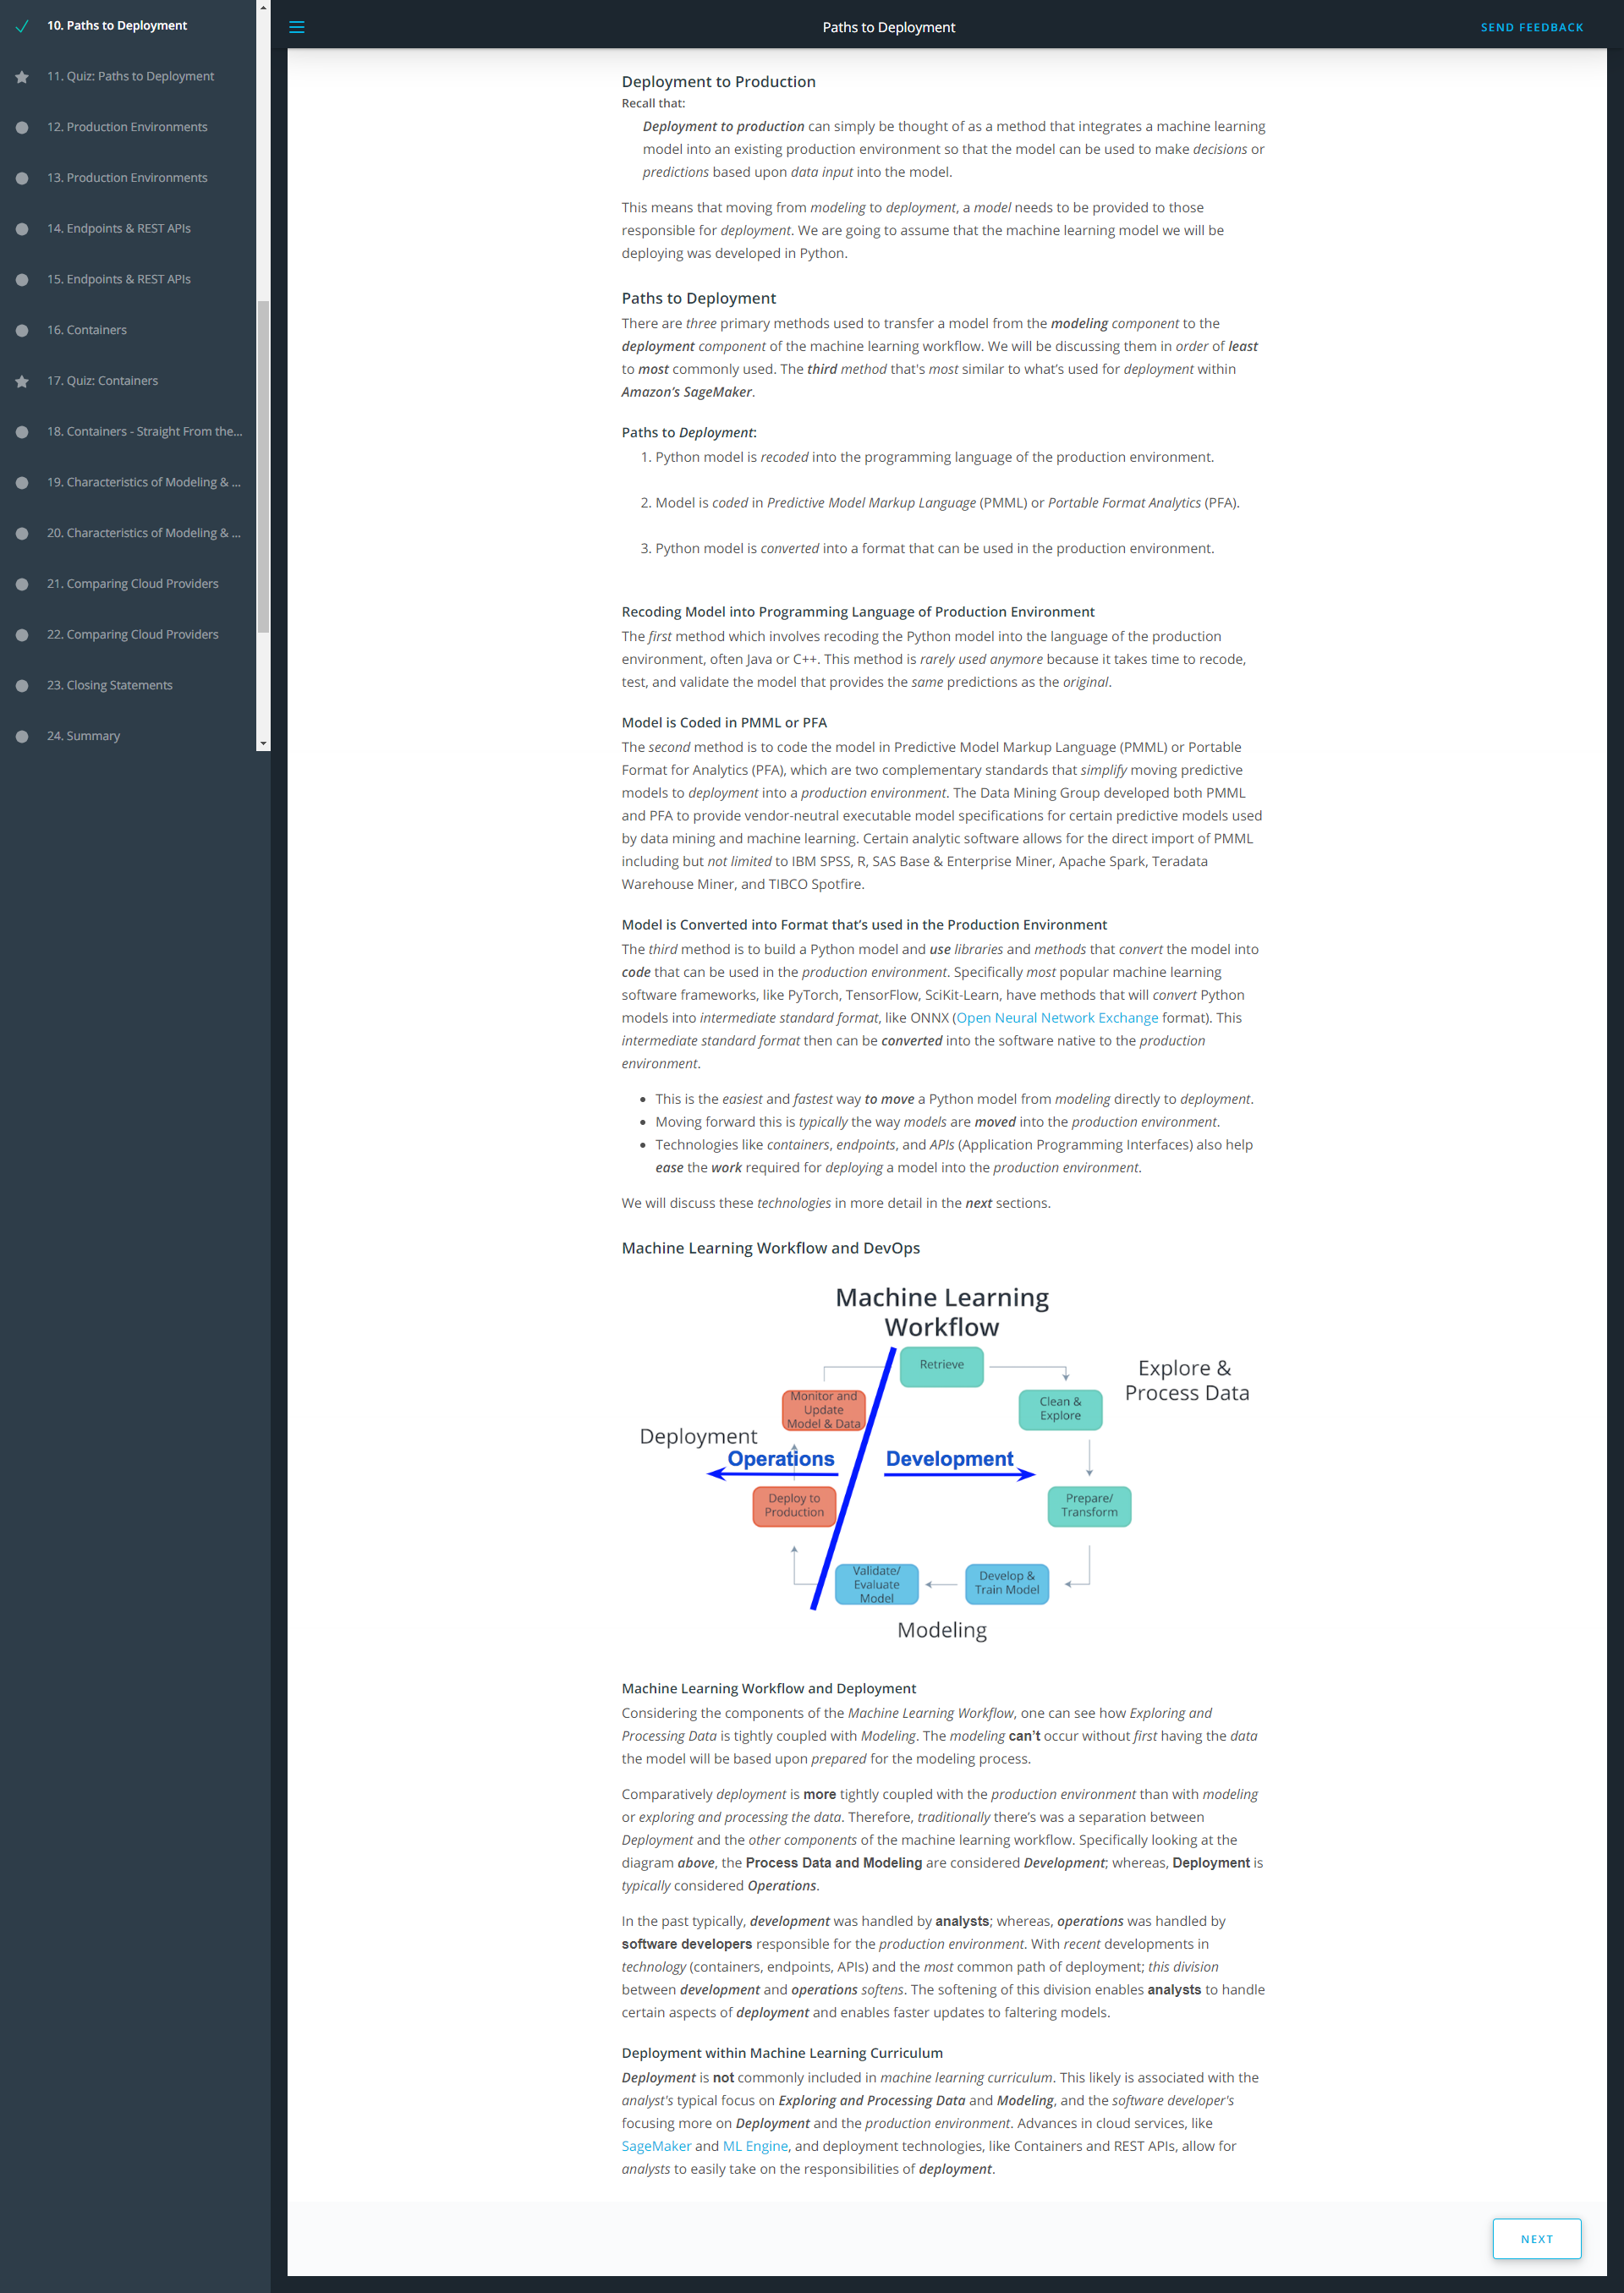 10. Paths to Deployment
11. Quiz: Paths to Deployment
12. Production Environments
13. Production Environments
14. Endpoints & REST APIs
15. Endpoints & REST APIs
16. Containers
17. Quiz: Containers
18. Containers - Straight From the...
19. Characteristics of Modeling & ...
20. Characteristics of Modeling & ...
21. Comparing Cloud Providers
22. Comparing Cloud Providers
23. Closing Statements
24. Summary
Paths to Deployment
SEND FEEDBACK
Deployment to Production
Recall that:
Deployment to production can simply be thought of as a method that integrates a machine learning
model into an existing production environment so that the model can be used to make decisions or
predictions based upon data input into the model.
This means that moving from modeling to deployment, a model needs to be provided to those
responsible for deployment. We are going to assume that the machine learning model we will be
deploying was developed in Python.
Paths to Deployment
There are three primary methods used to transfer a model from the modeling component to the
deployment component of the machine learning workflow. We will be discussing them in order of least
to most commonly used. The third method that's most similar to what's used for deployment within
Amazon's SageMaker.
Paths to Deployment:
1. Python model is recoded into the programming language of the production environment.
2. Model is coded in Predictive Model Markup Language (PMML) or Portable Format Analytics (PFA).
3. Python model is converted into a format that can be used in the production environment.
Recoding Model into Programming Language of Production Environment
The first method which involves recoding the Python model into the language of the production
environment, often Java or C++. This method is rarely used anymore because it takes time to recode,
test, and validate the model that provides the same predictions as the original.
Model is Coded in PMML or PFA
The second method is to code the model in Predictive Model Markup Language (PMML) or Portable
Format for Analytics (PFA), which are two complementary standards that simplify moving predictive
models to deployment into a production environment. The Data Mining Group developed both PMML
and PFA to provide vendor-neutral executable model specifications for certain predictive models used
by data mining and machine learning. Certain analytic software allows for the direct import of PMML
including but not limited to IBM SPSS, R, SAS Base & Enterprise Miner, Apache Spark, Teradata
Warehouse Miner, and TIBCO Spotfire.
Model is Converted into Format that's used in the Production Environment
The third method is to build a Python model and use libraries and methods that convert the model into
code that can be used in the production environment. Specifically most popular machine learning
software frameworks, like PyTorch, TensorFlow, SciKit-Learn, have methods that will convert Python
models into intermediate standard format, like ONNX (Open Neural Network Exchange format). This
intermediate standard format then can be converted into the software native to the production
environment.
• This is the easiest and fastest way to move a Python model from modeling directly to deployment.
• Moving forward this is typically the way models are moved into the production environment.
• Technologies like containers, endpoints, and APIs (Application Programming Interfaces) also help
ease the work required for deploying a model into the production environment.
We will discuss these technologies in more detail in the next sections.
Machine Learning Workflow and DevOps
Machine Learning
Workflow
Retrieve
Explore &
Process Data
Monitor and
Update
Model & Data
Clean &
Explore
Deployment
Operations
Development
Deploy to
Production
Prepare/
Transform
Validate/
Evaluate
Model
Develop &
Train Model
Modeling
Machine Learning Workflow and Deployment
Considering the components of the Machine Learning Workflow, one can see how Exploring and
Processing Data is tightly coupled with Modeling. The modeling can't occur without first having the data
the model will be based upon prepared for the modeling process.
Comparatively deployment is more tightly coupled with the production environment than with modeling
or exploring and processing the data. Therefore, traditionally there's was a separation between
Deployment and the other components of the machine learning workflow. Specifically looking at the
diagram above, the Process Data and Modeling are considered Development; whereas, Deployment is
typically considered Operations.
In the past typically, development was handled by analysts; whereas, operations was handled by
software developers responsible for the production environment. With recent developments in
technology (containers, endpoints, APIs) and the most common path of deployment; this division
between development and operations softens. The softening of this division enables analysts to handle
certain aspects of deployment and enables faster updates to faltering models.
Deployment within Machine Learning Curriculum
Deployment is not commonly included in machine learning curriculum. This likely is associated with the
analyst's typical focus on Exploring and Processing Data and Modeling, and the software developer's
focusing more on Deployment and the production environment. Advances in cloud services, like
SageMaker and ML Engine, and deployment technologies, like Containers and REST APIs, allow for
analysts to easily take on the responsibilities of deployment.
NEXT